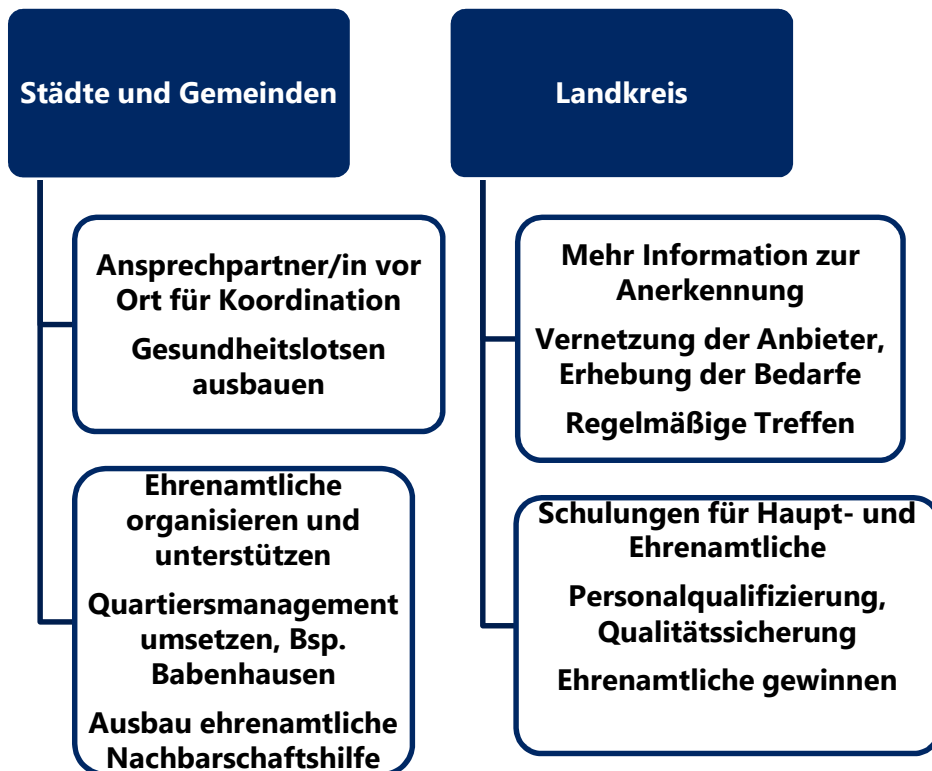 Städte und Gemeinden
Ansprechpartner/in vor
Ort für Koordination
Gesundheitslotsen
ausbauen
Ehrenamtliche
organisieren und
unterstützen
Quartiersmanagement
umsetzen, Bsp.
Babenhausen
Ausbau ehrenamtliche
Nachbarschaftshilfe
Landkreis
Mehr Information zur
Anerkennung
Vernetzung der Anbieter,
Erhebung der Bedarfe
Regelmäßige Treffen
Schulungen für Haupt- und
Ehrenamtliche
Personalqualifizierung,
Qualitätssicherung
Ehrenamtliche gewinnen